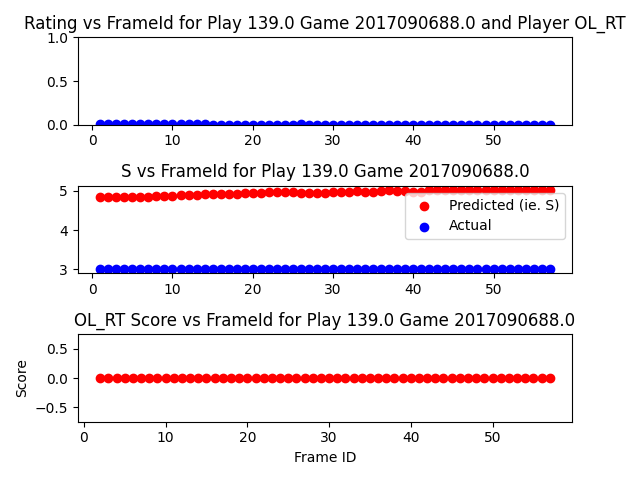 Rating vs FrameId for Play 139.0 Game 2017090688.0 and Player OL_RT
1.0
0.5
0.0
0 10 20 30 40 50
S vs FrameId for Play 139.0 Game 2017090688.0
5
4
3
Predicted (ie. S)
Actual
0 10 20 30 40 50
OL_RT Score vs FrameId for Play 139.0 Game 2017090688.0
Score
0.5
0.0
−0.5
0 10 20 30 40 50
Frame ID